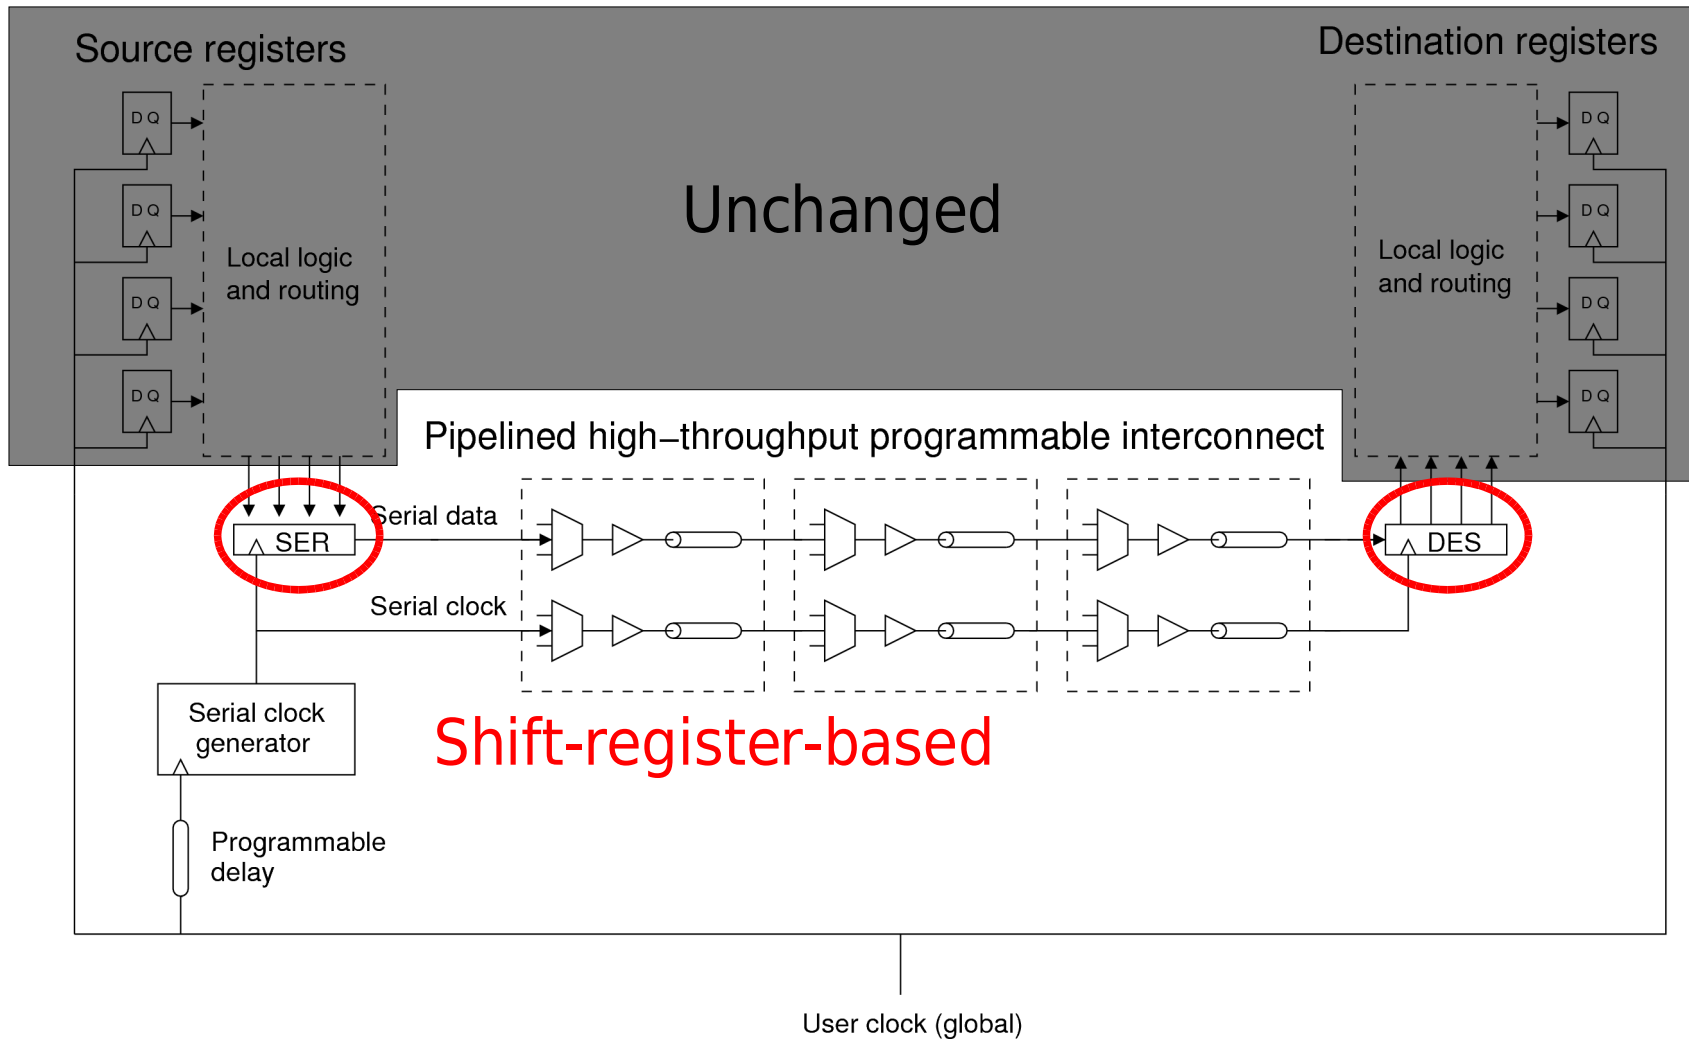 Source registers
Destination registers
D Q
D Q
D Q
D Q
D Q
D Q
D Q
D Q
Unchanged
Local logic
and routing
Local logic
and routing
Pipelined high−throughput programmable interconnect
Serial data
SER
DES
Serial clock
Serial clock
generator
Shift-register-based
Programmable
delay
User clock (global)